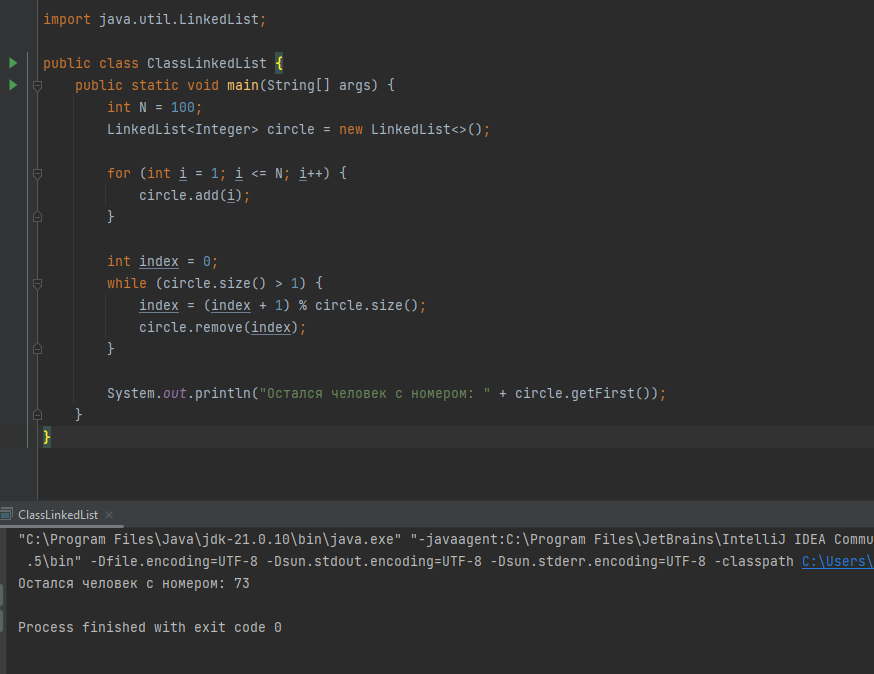 import java.util.LinkedList;
public class ClassLinkedList {
public static void main(String[] args) {
int N = 100;
LinkedList<Integer> circle = new LinkedList<>();
for (int i = 1; i <= N; i++) {
circle.add(i);
}
int index = 0;
while (circle.size() > 1) {
index = (index + 1) % circle.size();
circle.remove(index);
}
System.out.println("Остался человек с номером: " + circle.getFirst());
}
}
ClassLinkedList
"C:\Program Files\Java\jdk-21.0.10\bin\java.exe" "-javaagent:C:\Program Files\JetBrains\IntelliJ IDEA Commu
.5\bin" -Dfile.encoding=UTF-8 -Dsun.stdout.encoding=UTF-8 -Dsun.stderr.encoding=UTF-8 -classpath C:\Users\
Остался человек с номером: 73
Process finished with exit code 0